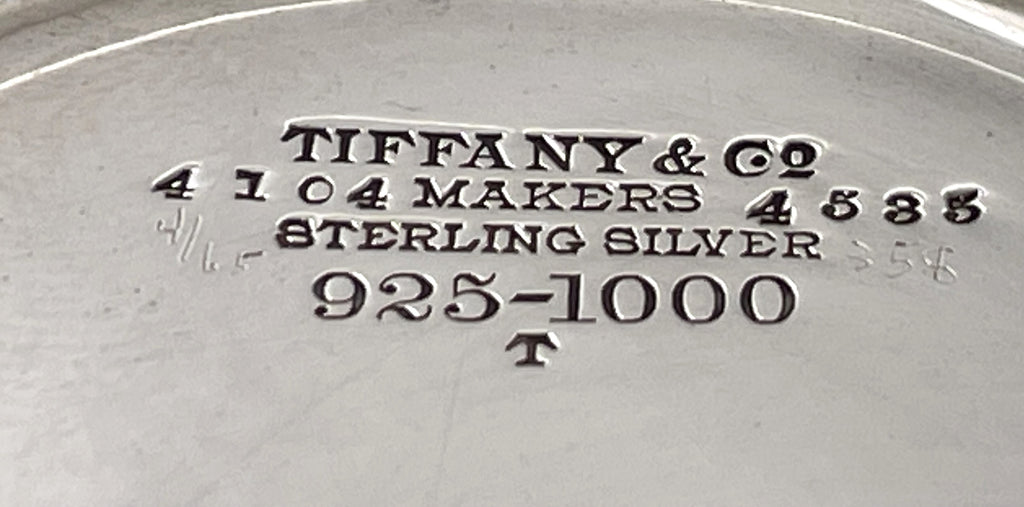 TIFFANY & Co
4104 MAKERS 4535
STERLING SILVER
925-1000
T